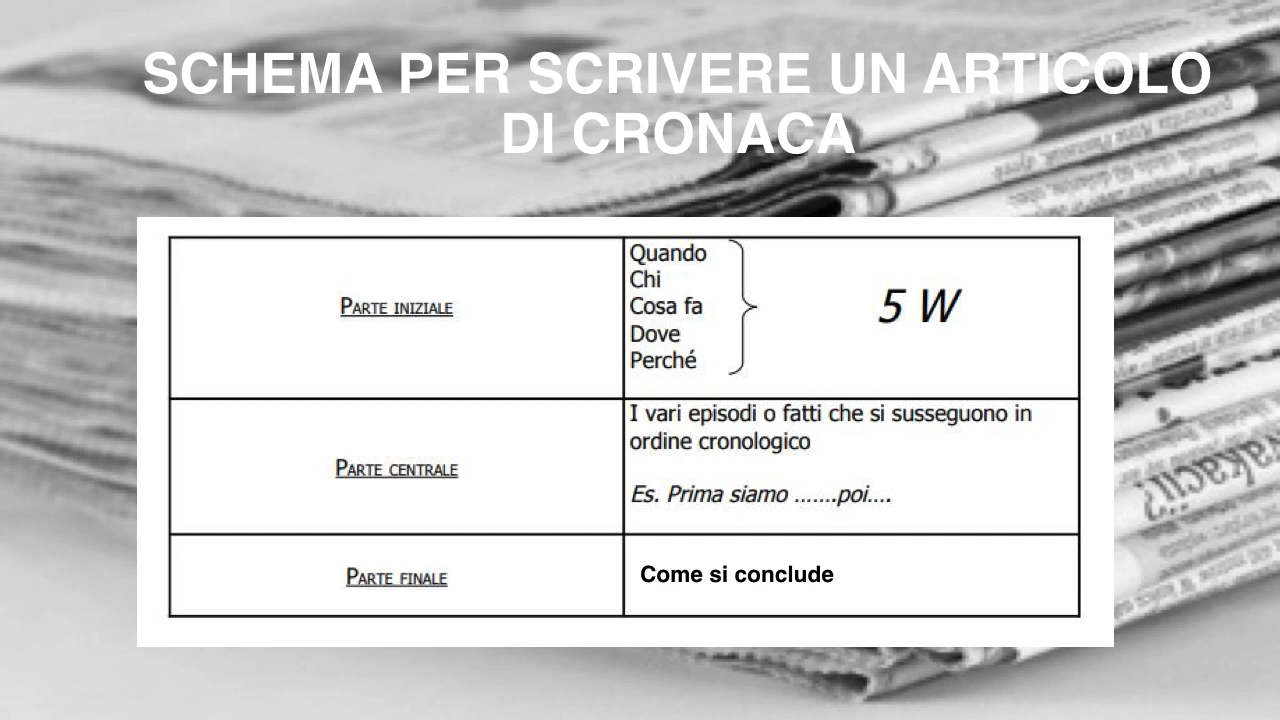 SCHEMA PER SCRIVERE UN ARTICOLO
DI CRONACA
PARTE INIZIALE
Quando
Chi
Cosa fa
Dove
Perché
5 W
PARTE CENTRALE
I vari episodi o fatti che si susseguono in
ordine cronologico
Es. Prima siamo …….poi….
PARTE FINALE
Come si conclude